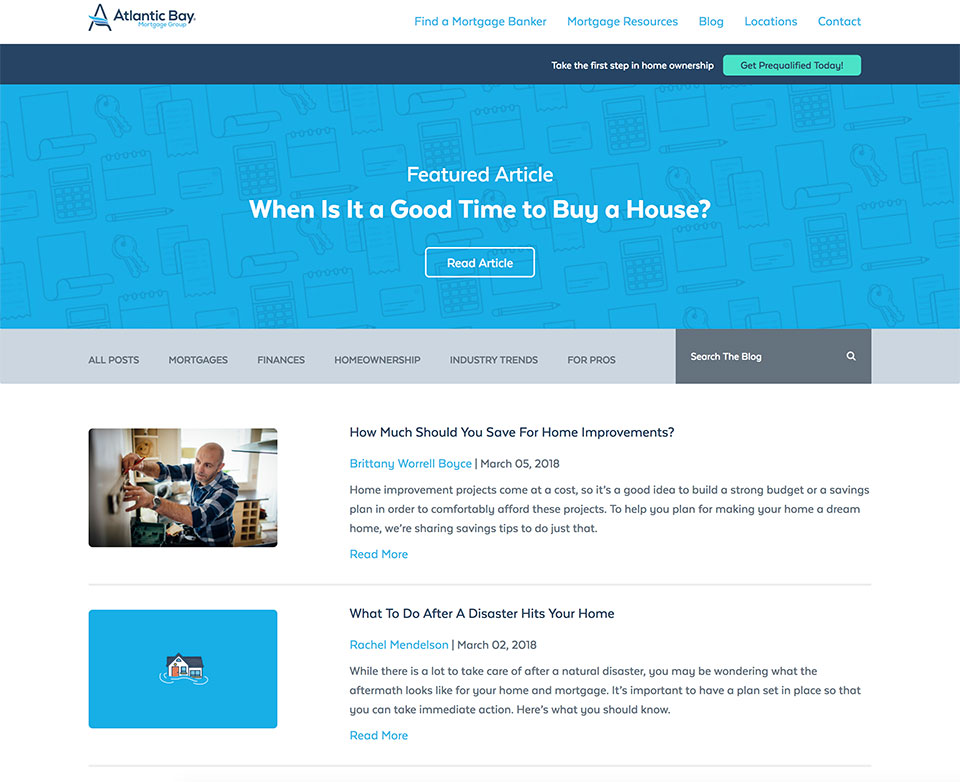 Atlantic Bay
Mortgage Group
Find a Mortgage Banker Mortgage Resources Blog Locations Contact
Take the first step in home ownership Get Prequalified Today!
Featured Article
When Is It a Good Time to Buy a House?
Read Article
ALL POSTS MORTGAGES FINANCES HOMEOWNERSHIP INDUSTRY TRENDS FOR PROS Search The Blog
How Much Should You Save For Home Improvements?
Brittany Worrell Boyce | March 05, 2018
Home improvement projects come at a cost, so it's a good idea to build a strong budget or a savings
plan in order to comfortably afford these projects. To help you plan for making your home a dream
home, we're sharing savings tips to do just that.
Read More
What To Do After A Disaster Hits Your Home
Rachel Mendelson | March 02, 2018
While there is a lot to take care of after a natural disaster, you may be wondering what the
aftermath looks like for your home and mortgage. It's important to have a plan set in place so that
you can take immediate action. Here's what you should know.
Read More